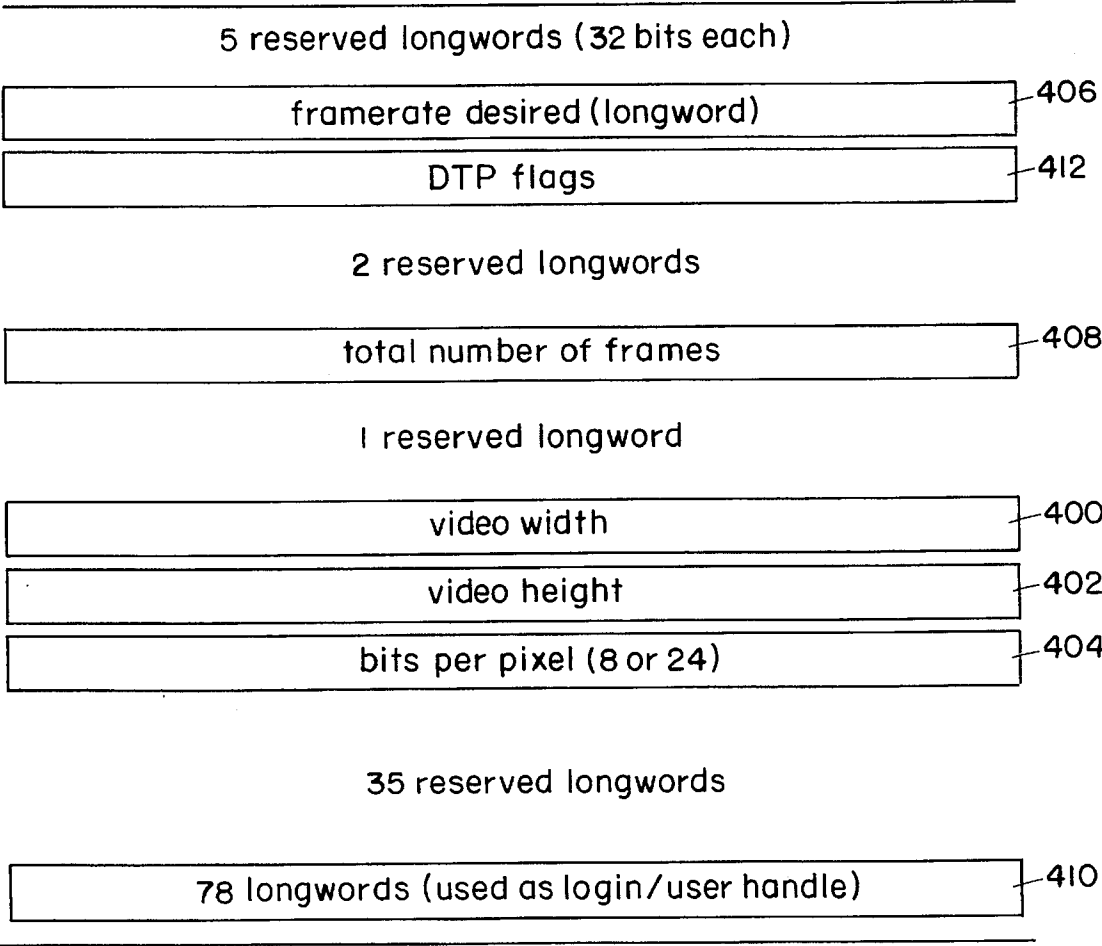 5 reserved longwords (32 bits each)
framerate desired (longword) 406
DTP flags 412
2 reserved longwords
total number of frames 408
1 reserved longword
video width 400
video height 402
bits per pixel (8 or 24) 404
35 reserved longwords
78 longwords (used as login/user handle) 410